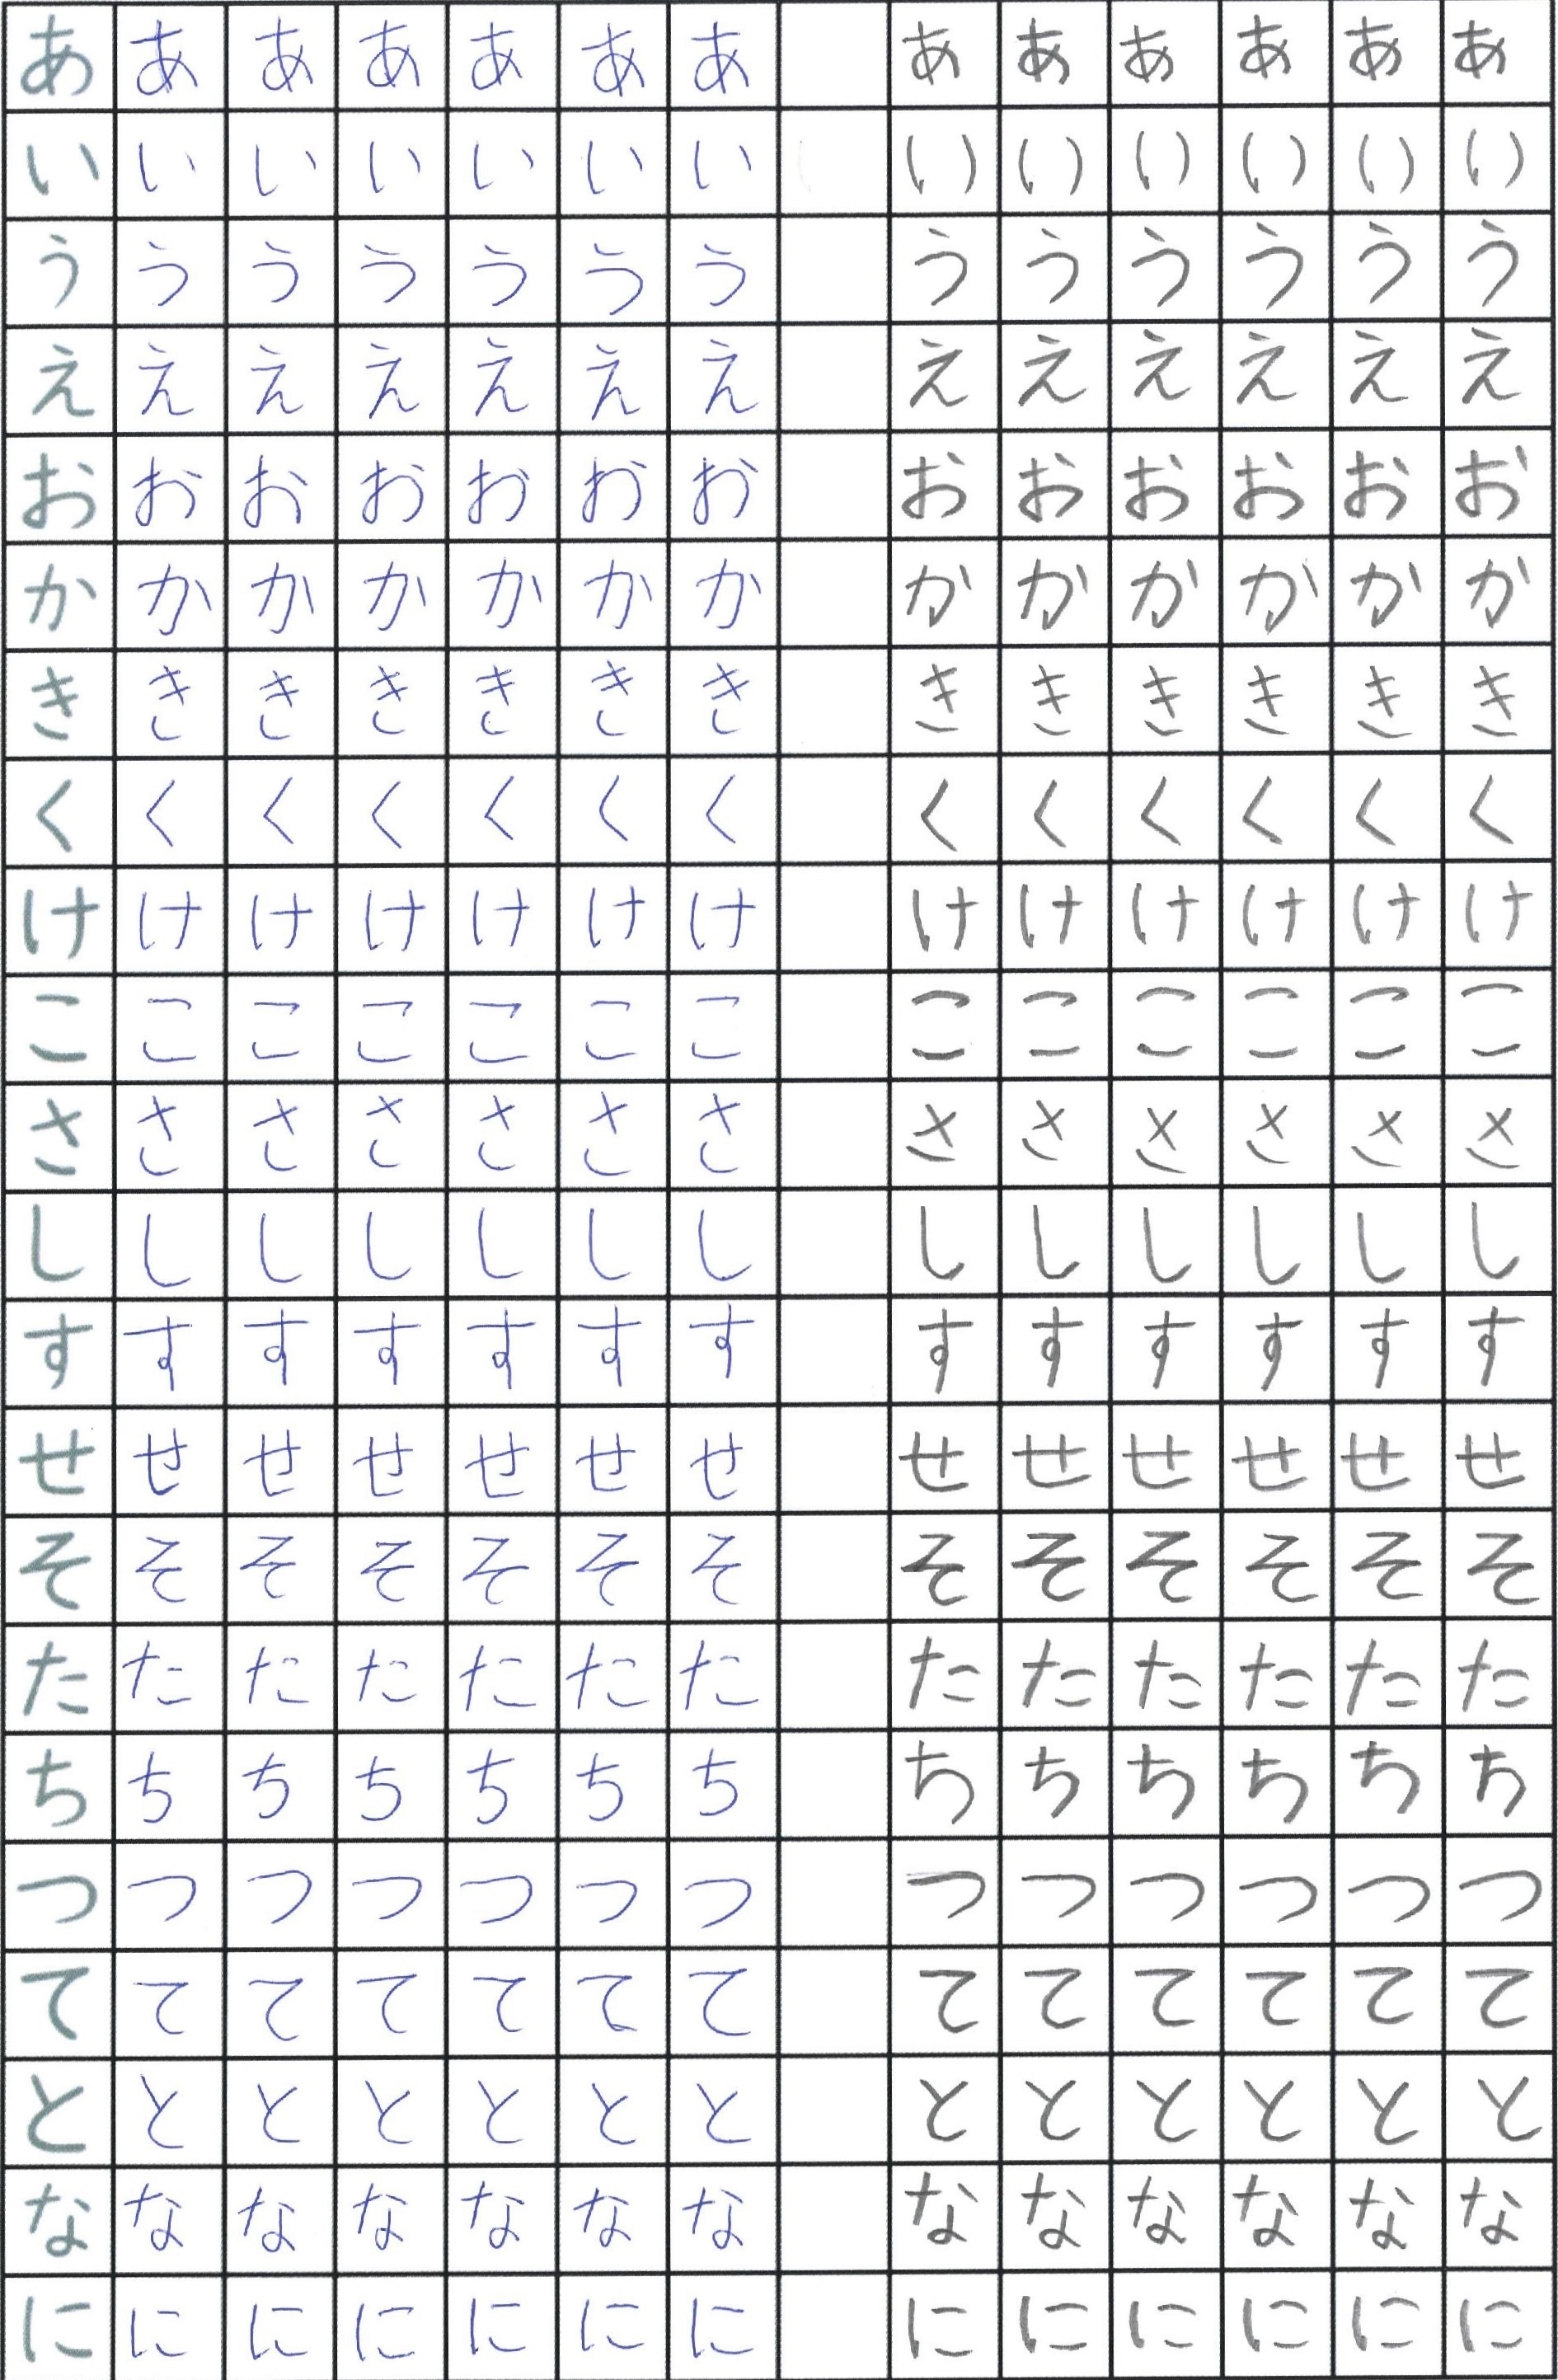 あ あ あ あ あ あ あ あ あ あ あ あ あ
い い い い い い い い い い い い い
う う う う う う う う う う う う う
え え え え え え え え え え え え え
お お お お お お お お お お お お お
か か か か か か か か か か か か か
き き き き き き き き き き き き き
く く く く く く く く く く く く く
け け け け け け け け け け け け け
こ こ こ こ こ こ こ こ こ こ こ こ こ
さ さ さ さ さ さ さ さ さ さ さ さ さ
し し し し し し し し し し し し し
す す す す す す す す す す す す す
せ せ せ せ せ せ せ せ せ せ せ せ せ
そ そ そ そ そ そ そ そ そ そ そ そ そ
た た た た た た た た た た た た た
ち ち ち ち ち ち ち ち ち ち ち ち ち
つ つ つ つ つ つ つ つ つ つ つ つ つ
て て て て て て て て て て て て て
と と と と と と と と と と と と と
な な な な な な な な な な な な な
に に に に に に に に に に に に に